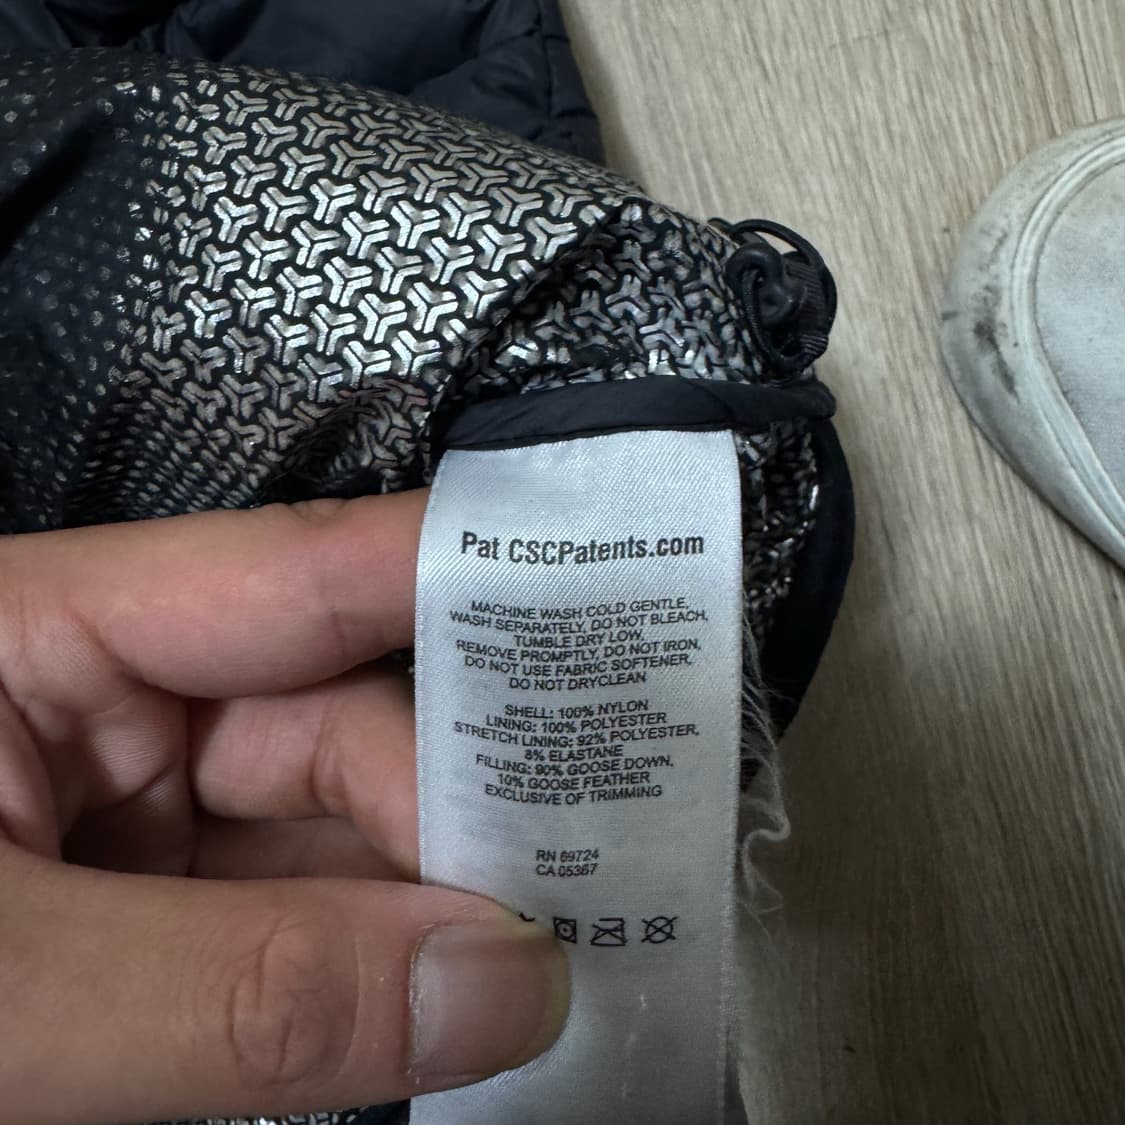 Pat CSCPatents.com
MACHINE WASH COLD GENTLE,
WASH SEPARATELY, DO NOT BLEACH,
TUMBLE DRY LOW,
REMOVE PROMPTLY, DO NOT IRON,
DO NOT USE FABRIC SOFTENER,
DO NOT DRYCLEAN
SHELL: 100% NYLON
LINING: 100% POLYESTER
STRETCH LINING: 92% POLYESTER,
8% ELASTANE
FILLING: 90% GOOSE DOWN,
10% GOOSE FEATHER
EXCLUSIVE OF TRIMMING
RN 69724
CA 05367